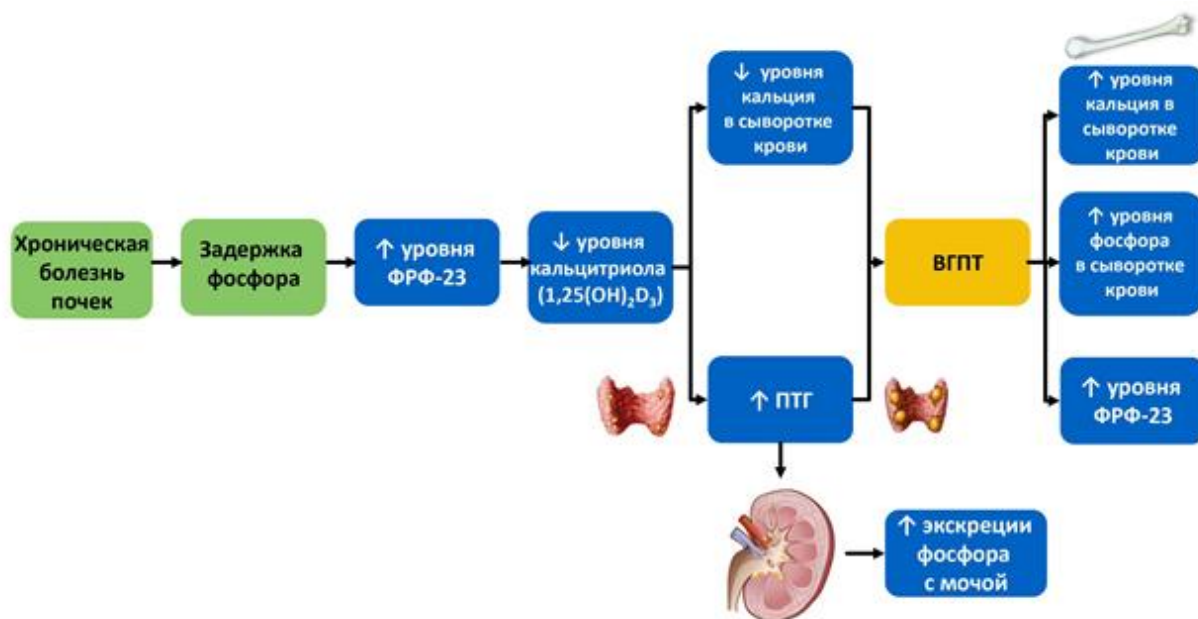 Хроническая
болезнь
почек
Задержка
фосфора
↑ уровня
ФРФ-23
↓ уровня
кальцитриола
(1,25(OH)₂D₃)
↓ уровня
кальция
в сыворотке
крови
↑ ПТГ
ВГПТ
↑ уровня
кальция в
сыворотке
крови
↑ уровня
фосфора
в сыворотке
крови
↑ уровня
ФРФ-23
↑ экскреции
фосфора
с мочой